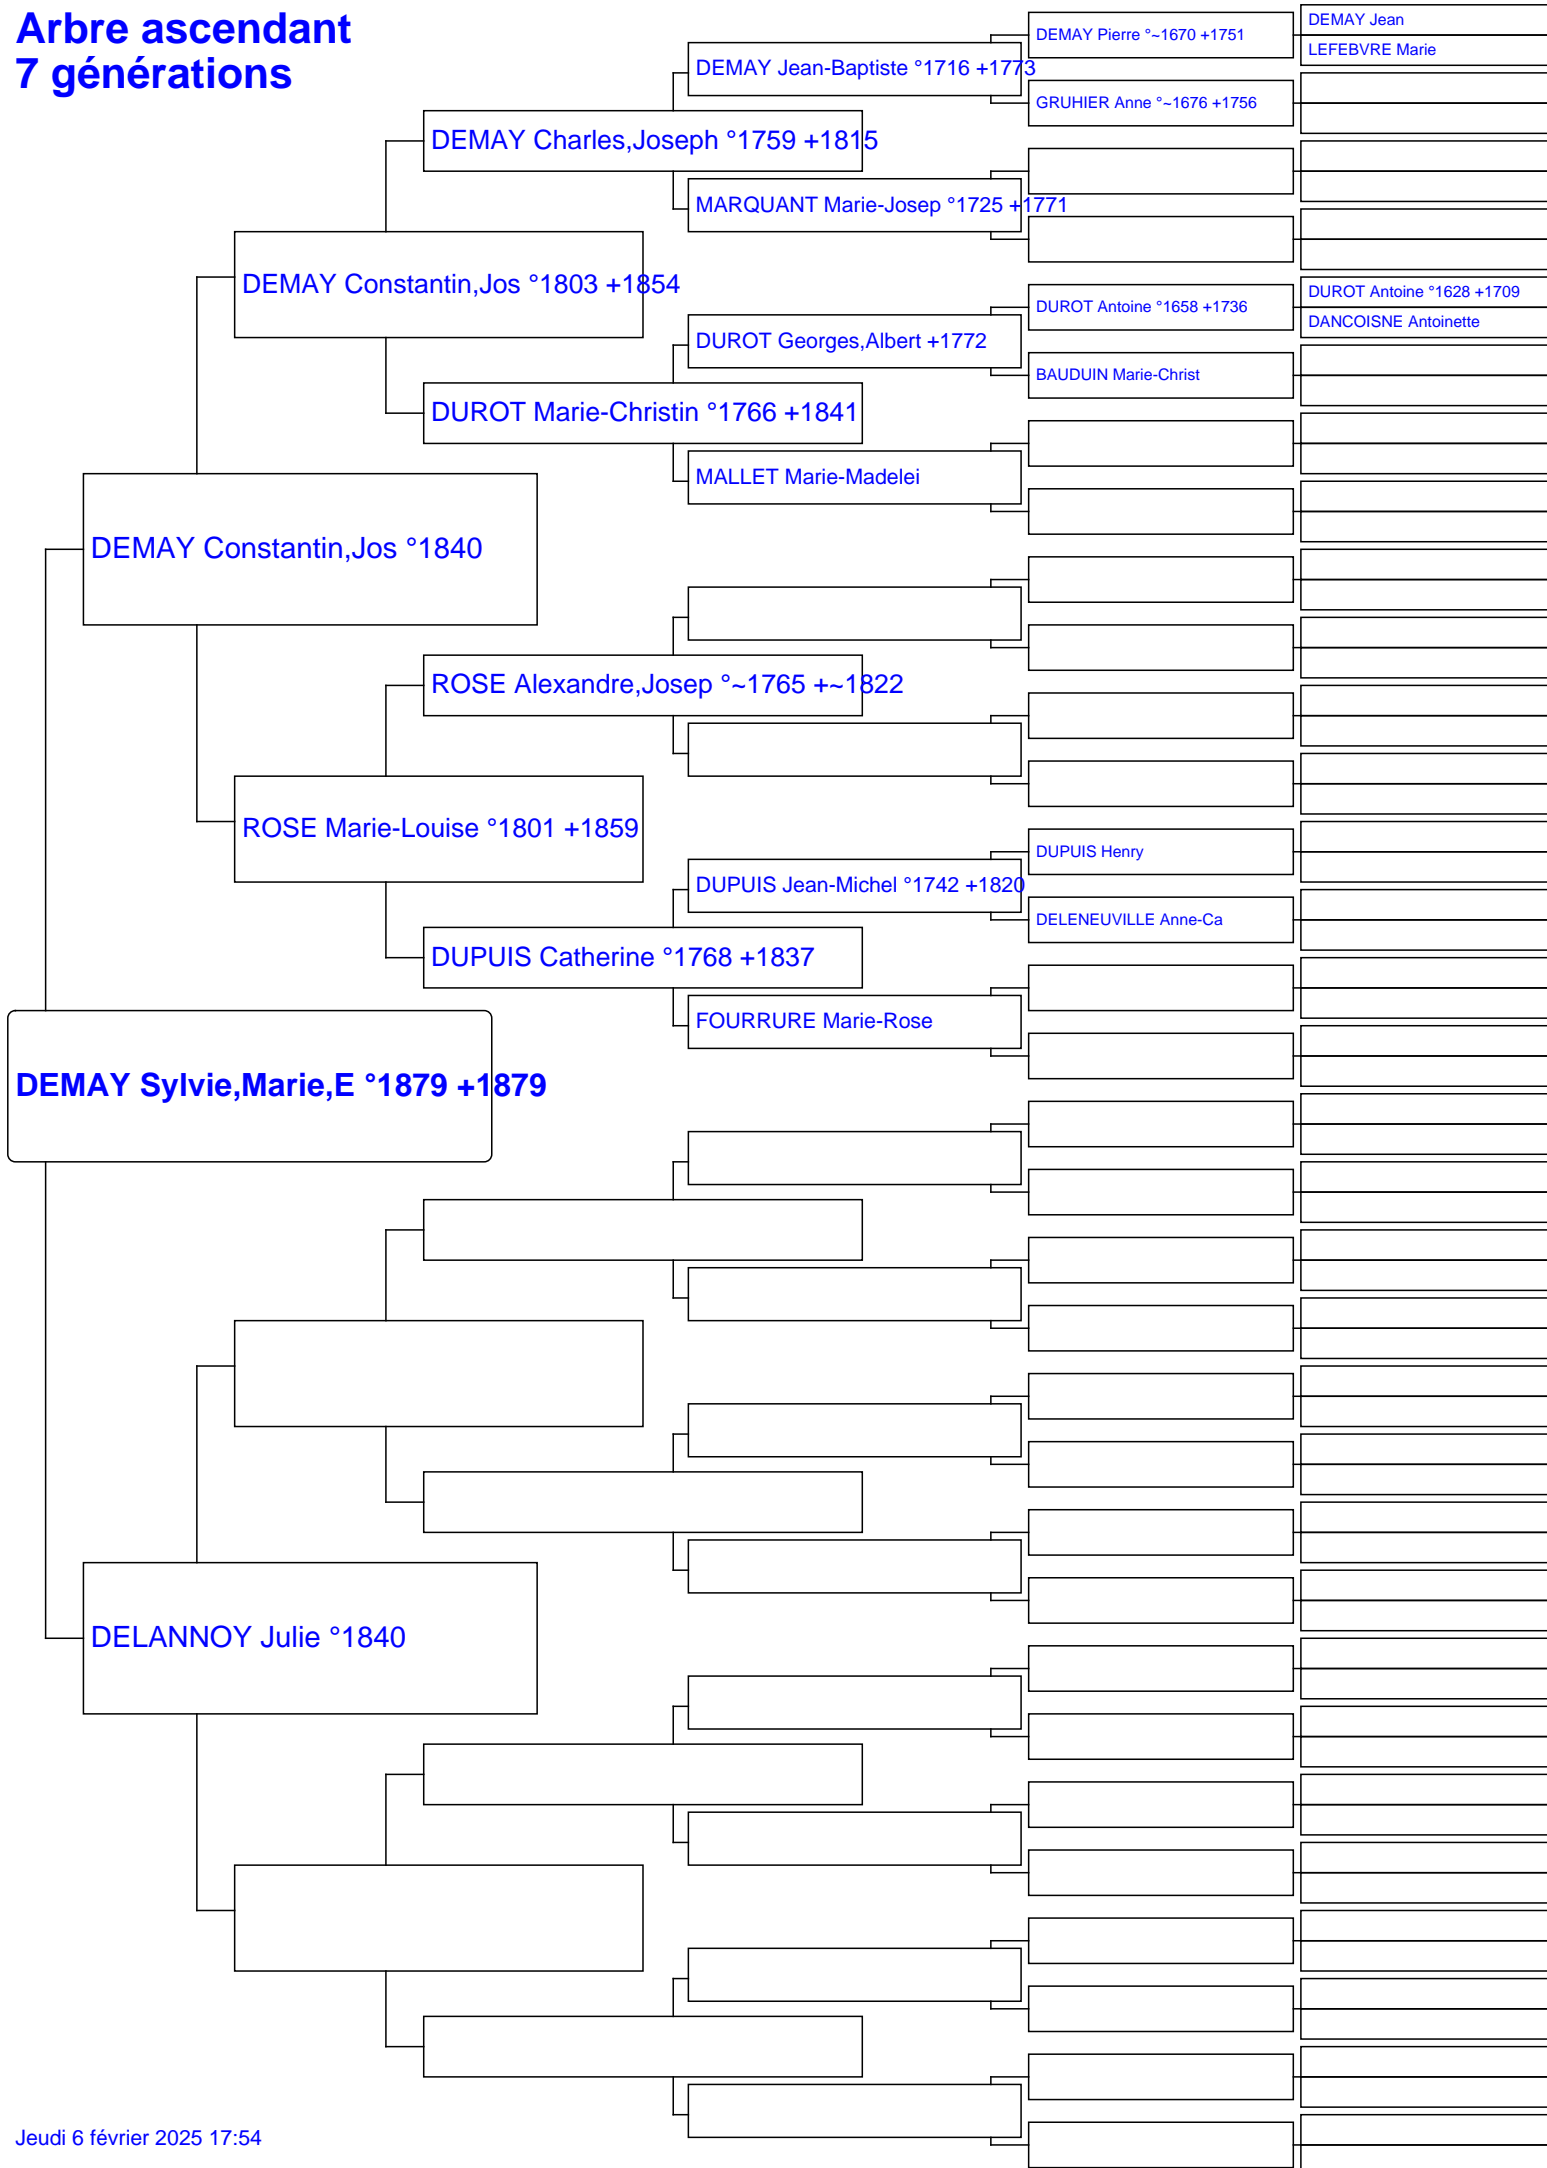 Arbre ascendant
7 générations
DEMAY Jean
DEMAY Pierre °~1670 +1751
LEFEBVRE Marie
DEMAY Jean-Baptiste °1716 +1773
GRUHIER Anne °~1676 +1756
DEMAY Charles,Joseph °1759 +1815
MARQUANT Marie-Josep °1725 +1771
DEMAY Constantin,Jos °1803 +1854
DUROT Antoine °1628 +1709
DUROT Antoine °1658 +1736
DANCOISNE Antoinette
DUROT Georges,Albert +1772
BAUDUIN Marie-Christ
DUROT Marie-Christin °1766 +1841
MALLET Marie-Madelei
DEMAY Constantin,Jos °1840
ROSE Alexandre,Josep °~1765 +~1822
ROSE Marie-Louise °1801 +1859
DUPUIS Henry
DUPUIS Jean-Michel °1742 +1820
DELENEUVILLE Anne-Ca
DUPUIS Catherine °1768 +1837
FOURRURE Marie-Rose
DEMAY Sylvie,Marie,E °1879 +1879
DELANNOY Julie °1840
Jeudi 6 février 2025 17:54